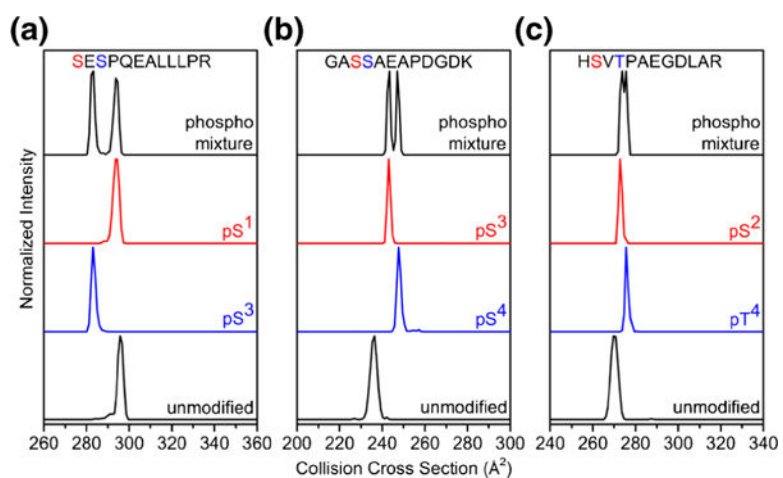 (a) (b) (c)
SESPQEALLLPR GASSAEAPDGDK HSVTPAEGDLAR
phospho mixture phospho mixture phospho mixture
pS1 pS3 pS2
pS3 pS4 pT4
unmodified unmodified unmodified
Normalized Intensity
260 280 300 320 340 360 200 220 240 260 280 300 240 260 280 300 320 340
Collision Cross Section (Å2)